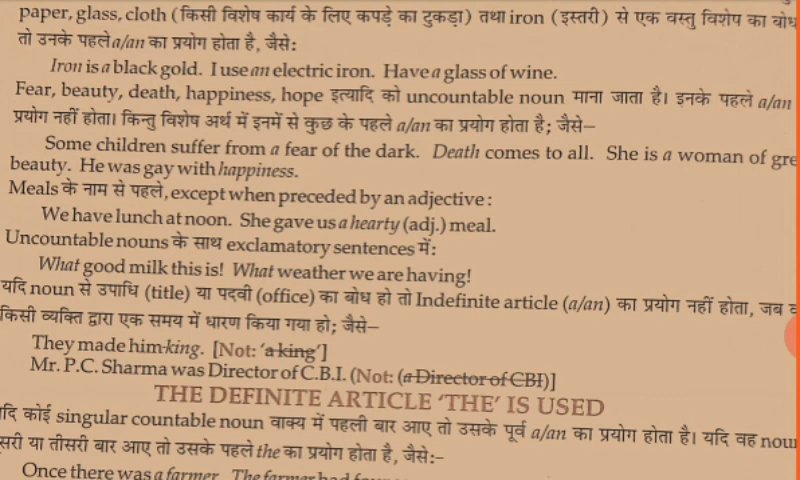 paper, glass, cloth (किसी विशेष कार्य के लिए कपड़े का टुकड़ा) तथा iron (इस्तरी) से एक वस्तु विशेष का बोध
तो उनके पहले a/an का प्रयोग होता है, जैसे:
Iron is a black gold. I use an electric iron. Have a glass of wine.
Fear, beauty, death, happiness, hope इत्यादि को uncountable noun माना जाता है। इनके पहले a/an
प्रयोग नहीं होता। किन्तु विशेष अर्थ में इनमें से कुछ के पहले a/an का प्रयोग होता है; जैसे–
Some children suffer from a fear of the dark. Death comes to all. She is a woman of gre
beauty. He was gay with happiness.
Meals के नाम से पहले, except when preceded by an adjective :
We have lunch at noon. She gave us a hearty (adj.) meal.
Uncountable nouns के साथ exclamatory sentences में:
What good milk this is! What weather we are having!
यदि noun से उपाधि (title) या पदवी (office) का बोध हो तो Indefinite article (a/an) का प्रयोग नहीं होता, जब
किसी व्यक्ति द्वारा एक समय में धारण किया गया हो; जैसे–
They made him king. [Not: 'a king']
Mr. P.C. Sharma was Director of C.B.I. (Not: (a Director of CBI)]
THE DEFINITE ARTICLE 'THE' IS USED
दि कोई singular countable noun वाक्य में पहली बार आए तो उसके पूर्व a/an का प्रयोग होता है। यदि वह nou
सरी या तीसरी बार आए तो उसके पहले the का प्रयोग होता है, जैसे:-
Once there was a farmer. The farmer had